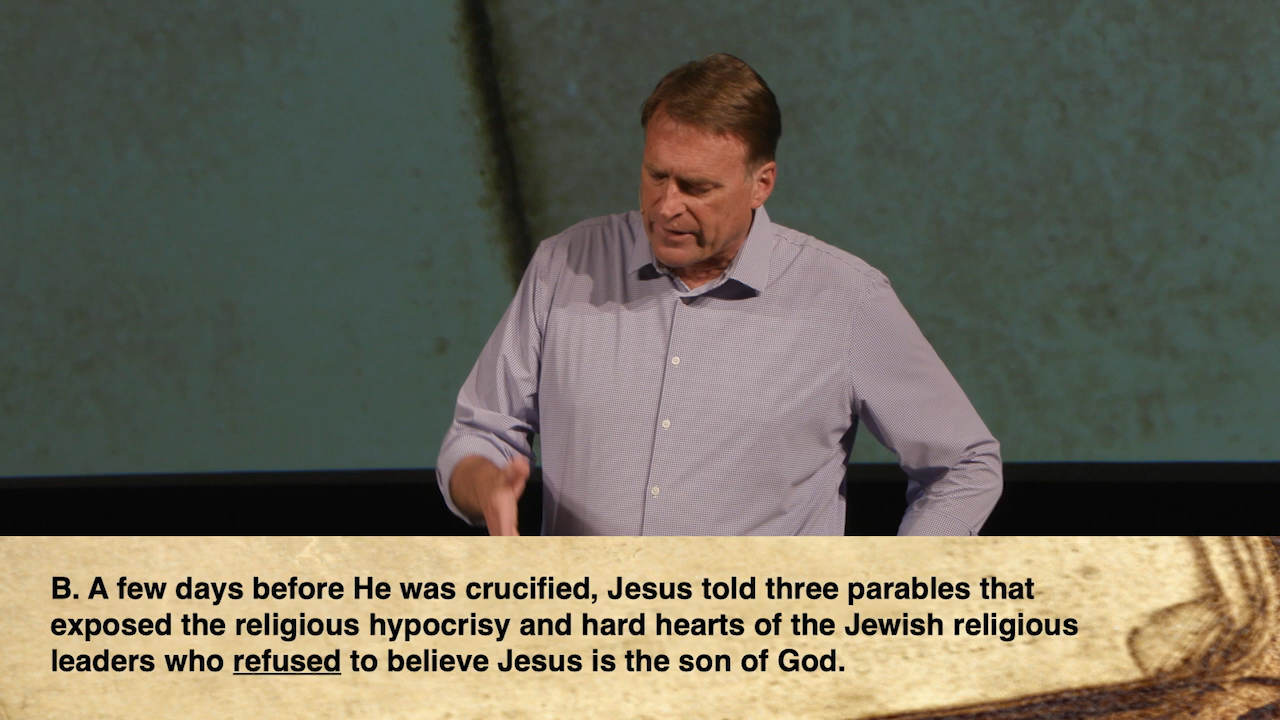 B. A few days before He was crucified, Jesus told three parables that
exposed the religious hypocrisy and hard hearts of the Jewish religious
leaders who refused to believe Jesus is the son of God.